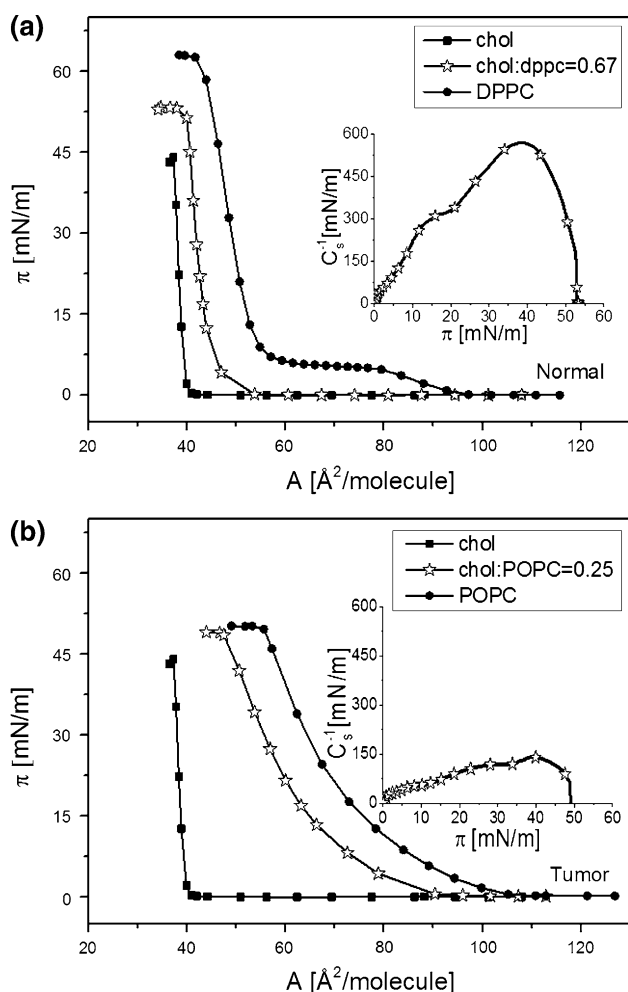 (a)
chol
chol:dppc=0.67
DPPC
60
45
30
15
0
π [mN/m]
600
450
300
150
0
C_s^-1 [mN/m]
0 10 20 30 40 50 60
π [mN/m]
Normal
20 40 60 80 100 120
A [Å²/molecule]
(b)
chol
chol:POPC=0.25
POPC
60
45
30
15
0
π [mN/m]
600
450
300
150
0
C_s^-1 [mN/m]
0 10 20 30 40 50 60
π [mN/m]
Tumor
20 40 60 80 100 120
A [Å²/molecule]